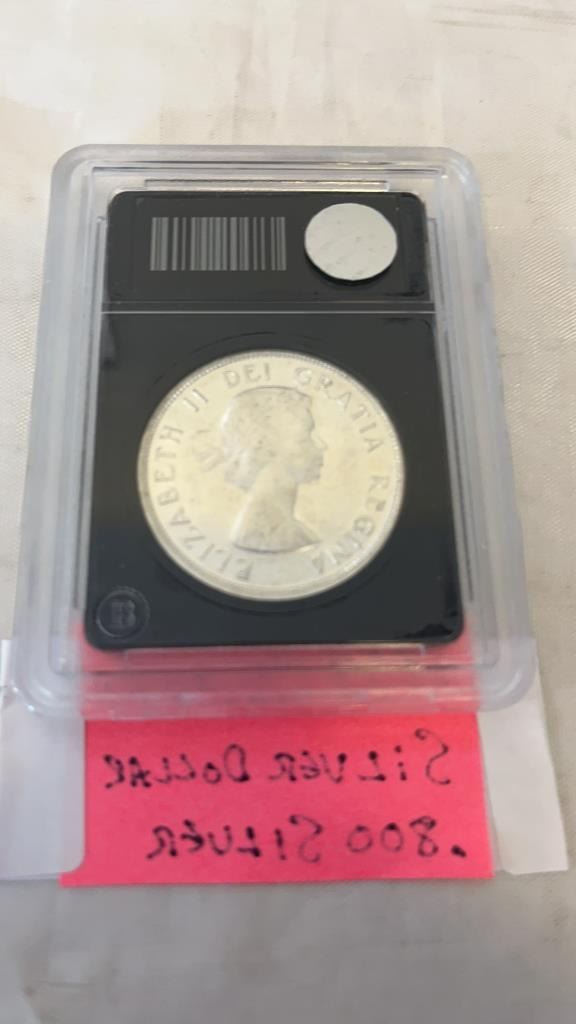 ELIZABETH II DEI GRATIA REGINA
SILVER DOLLAR
.800 SILVER